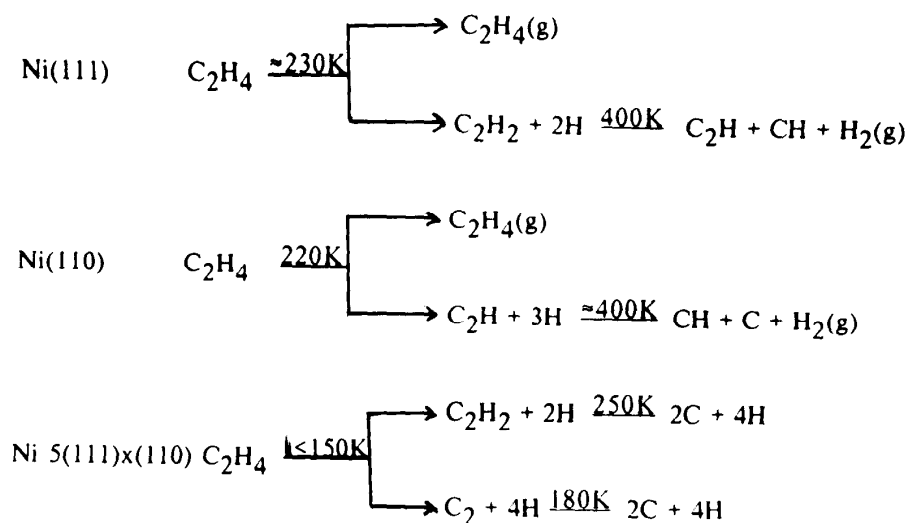 C₂H₄(g)
Ni(111) C₂H₄ ≈230K
C₂H₂ + 2H 400K C₂H + CH + H₂(g)
C₂H₄(g)
Ni(110) C₂H₄ 220K
C₂H + 3H ≈400K CH + C + H₂(g)
C₂H₂ + 2H 250K 2C + 4H
Ni 5(111)x(110) C₂H₄ <150K
C₂ + 4H 180K 2C + 4H